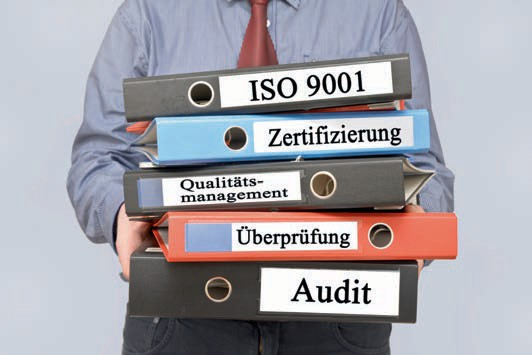 ISO 9001
Zertifizierung
Qualitäts-
management
Überprüfung
Audit